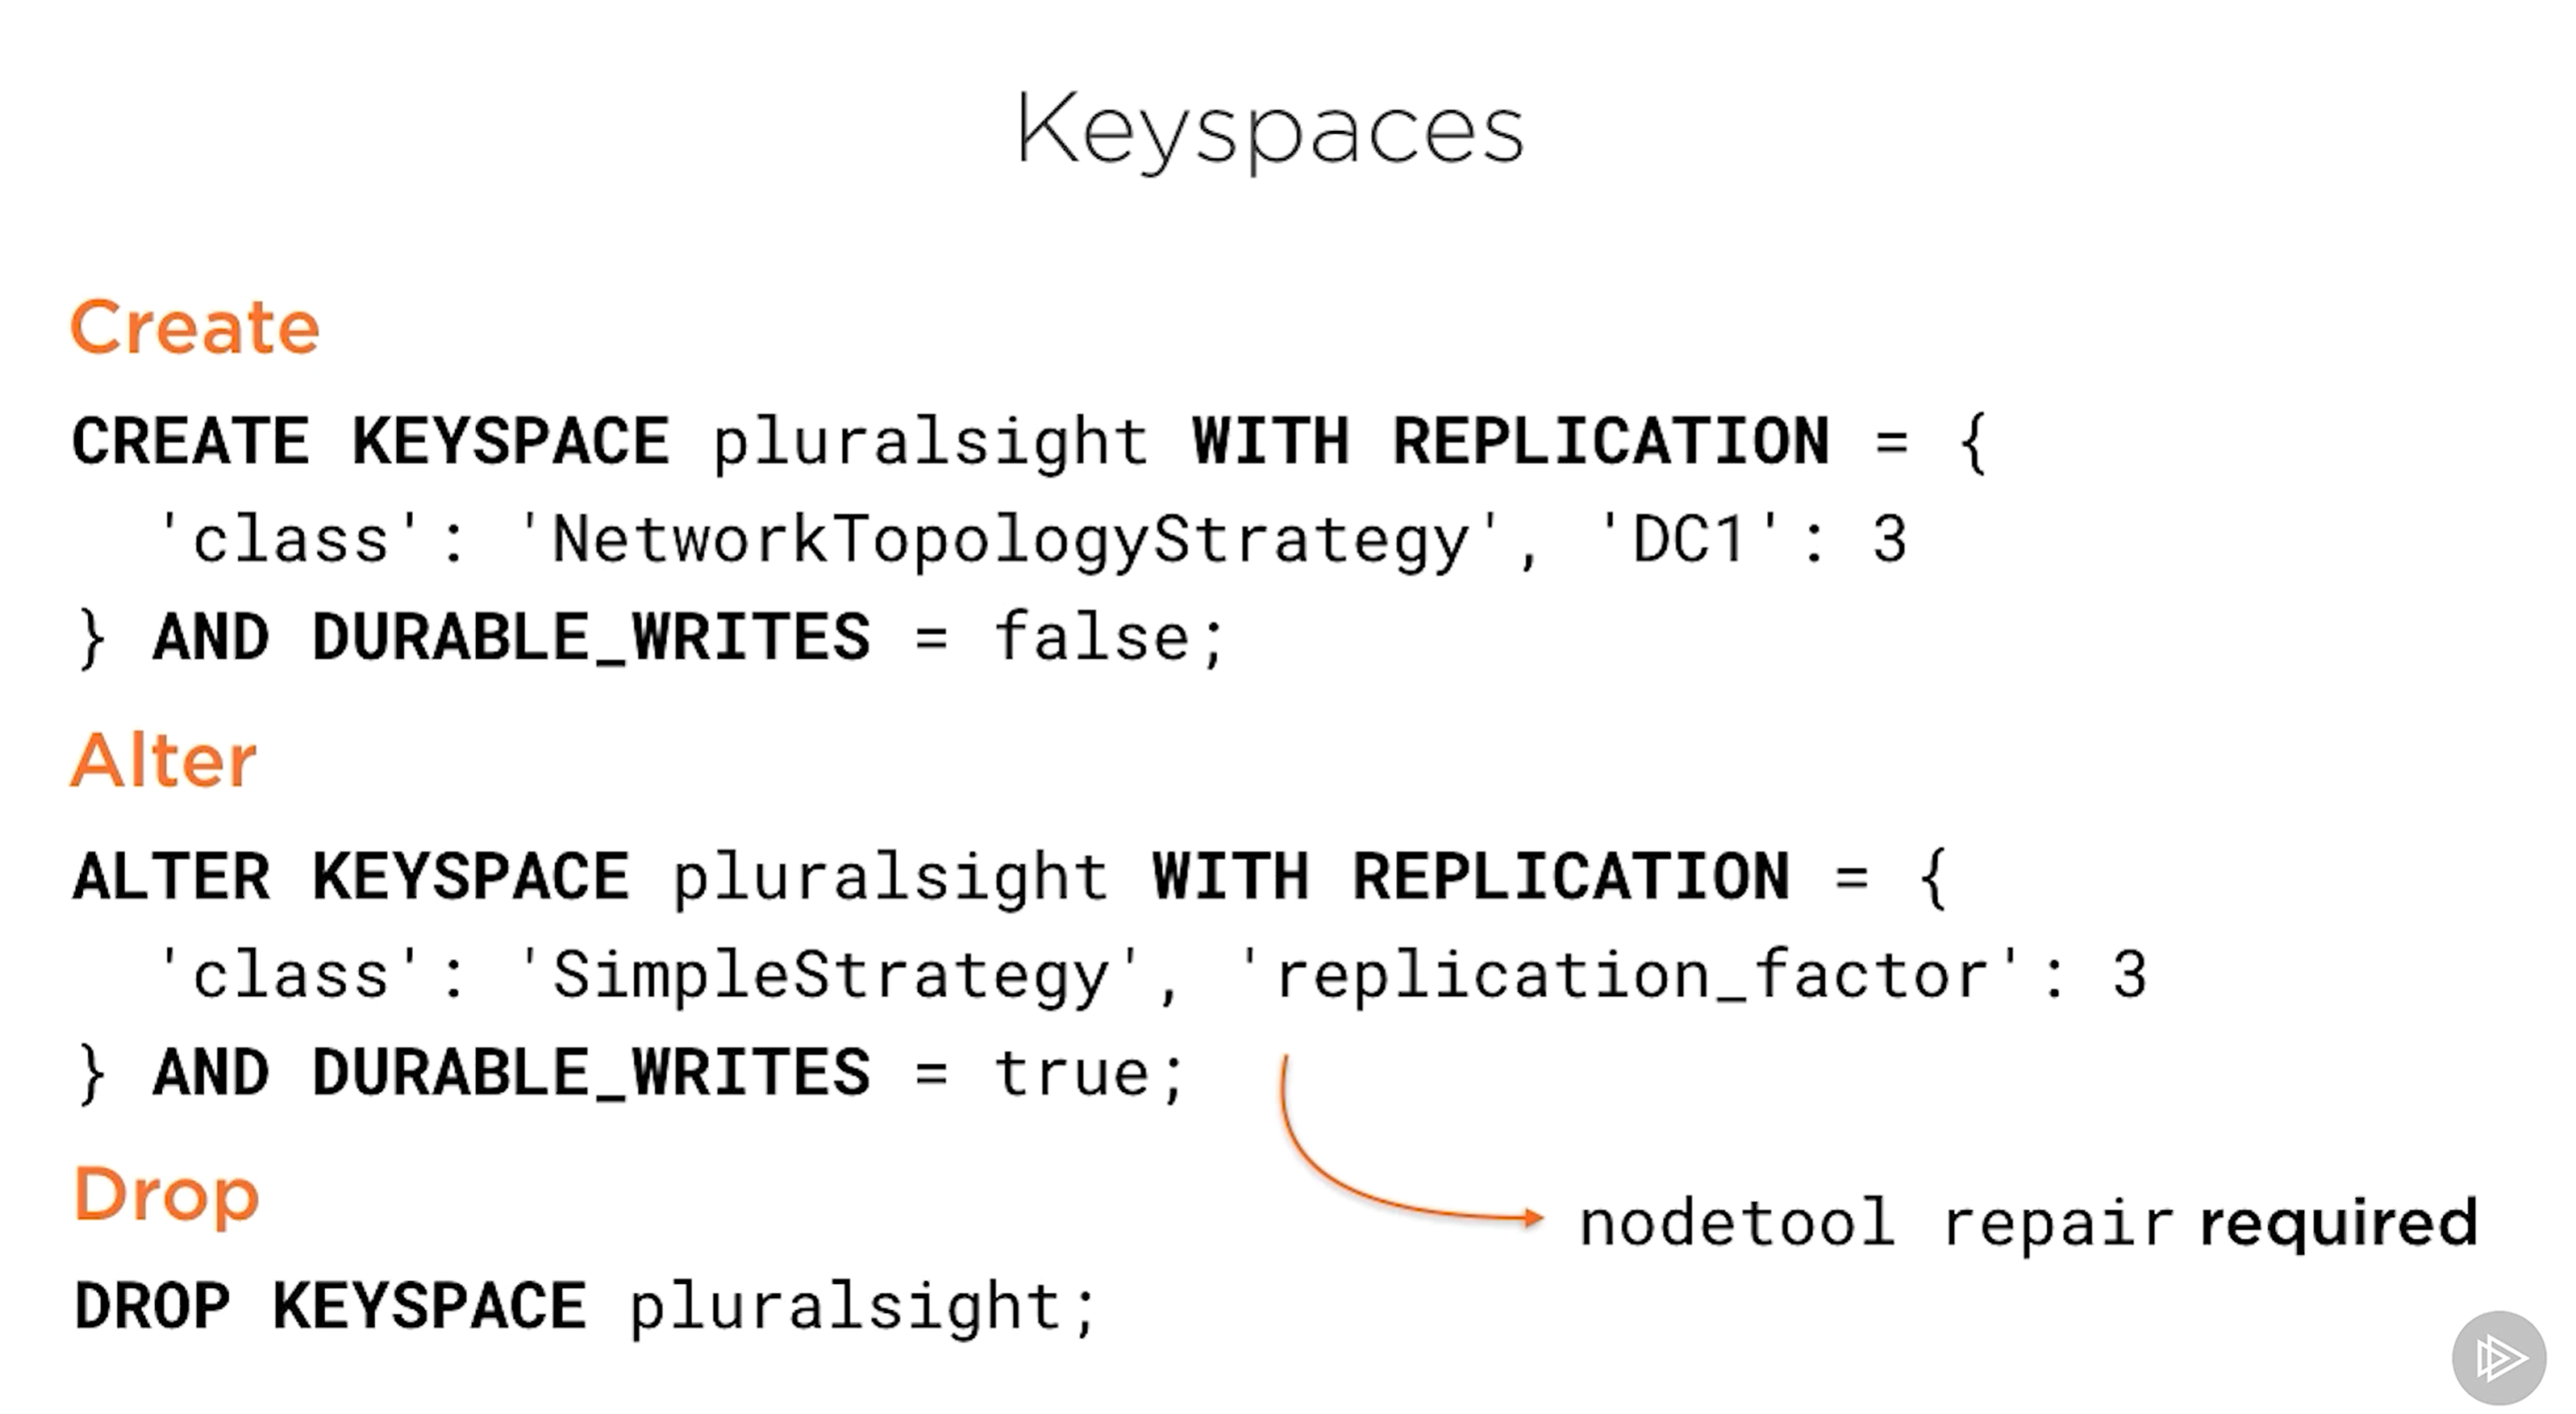 Keyspaces
Create
CREATE KEYSPACE pluralsight WITH REPLICATION = {
'class': 'NetworkTopologyStrategy', 'DC1': 3
} AND DURABLE_WRITES = false;
Alter
ALTER KEYSPACE pluralsight WITH REPLICATION = {
'class': 'SimpleStrategy', 'replication_factor': 3
} AND DURABLE_WRITES = true;
Drop
nodetool repair required
DROP KEYSPACE pluralsight;